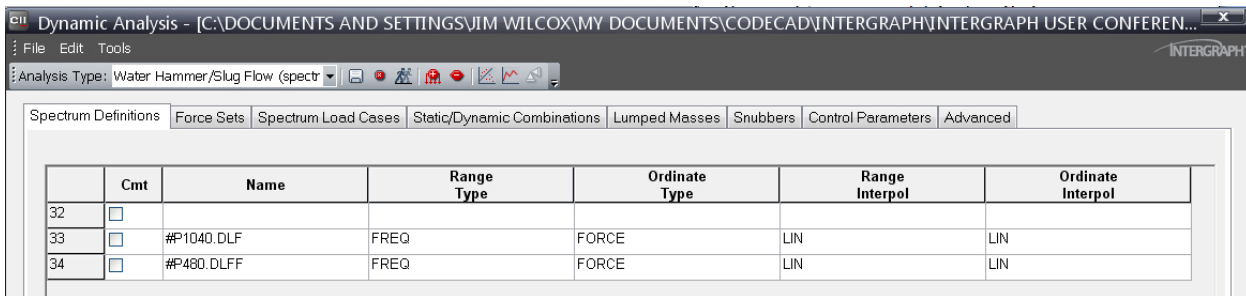 CII Dynamic Analysis - [C:\DOCUMENTS AND SETTINGS\JIM WILCOX\MY DOCUMENTS\CODECAD\INTERGRAPH\INTERGRAPH USER CONFEREN... x
File Edit Tools
INTERGRAPH
Analysis Type: Water Hammer/Slug Flow (spectr
Spectrum Definitions Force Sets Spectrum Load Cases Static/Dynamic Combinations Lumped Masses Snubbers Control Parameters Advanced
Cmt Name Range Type Ordinate Type Range Interpol Ordinate Interpol
32
33 #P1040.DLF FREQ FORCE LIN LIN
34 #P480.DLFF FREQ FORCE LIN LIN